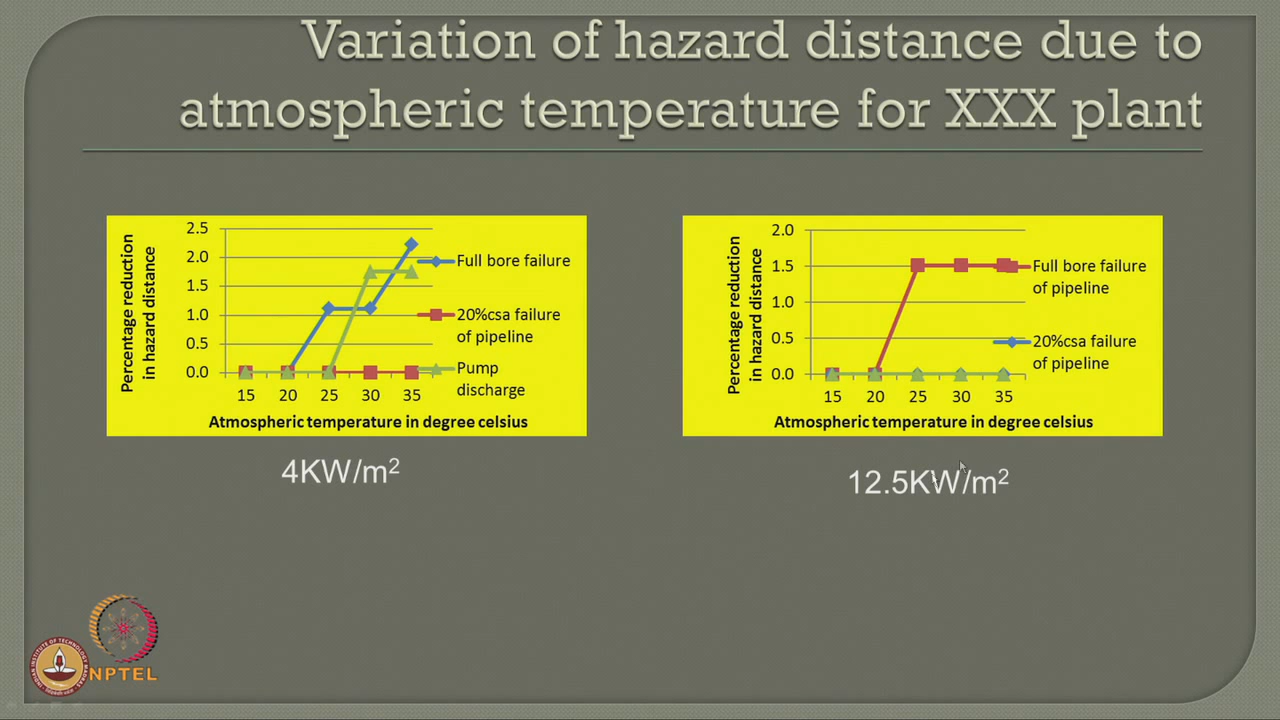 Variation of hazard distance due to
atmospheric temperature for XXX plant
Percentage reduction
in hazard distance
2.5
2.0
1.5
1.0
0.5
0.0
15 20 25 30 35
Atmospheric temperature in degree celsius
Full bore failure
20%csa failure
of pipeline
Pump
discharge
4KW/m²
Percentage reduction
in hazard distance
2.0
1.5
1.0
0.5
0.0
15 20 25 30 35
Atmospheric temperature in degree celsius
Full bore failure
of pipeline
20%csa failure
of pipeline
12.5KW/m²
NPTEL